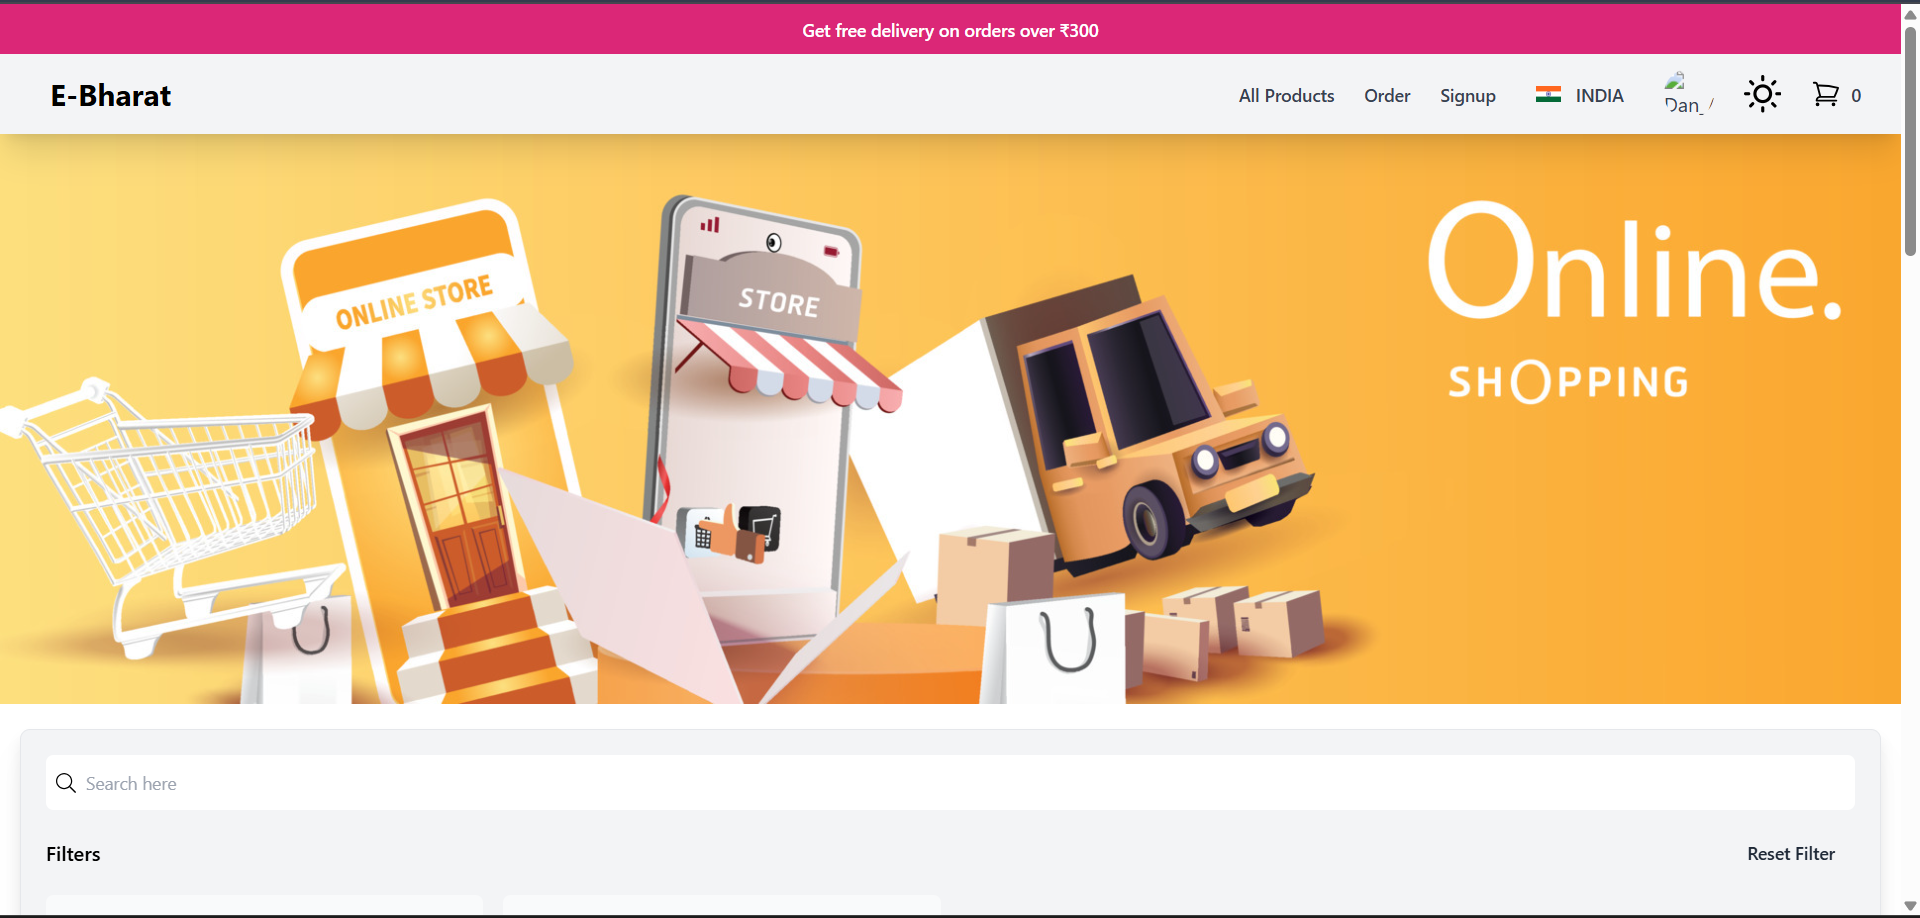 Get free delivery on orders over ₹300
E-Bharat
All Products
Order
Signup
INDIA
Dan_
0
ONLINE STORE
STORE
Online.
SHOPPING
Search here
Filters
Reset Filter